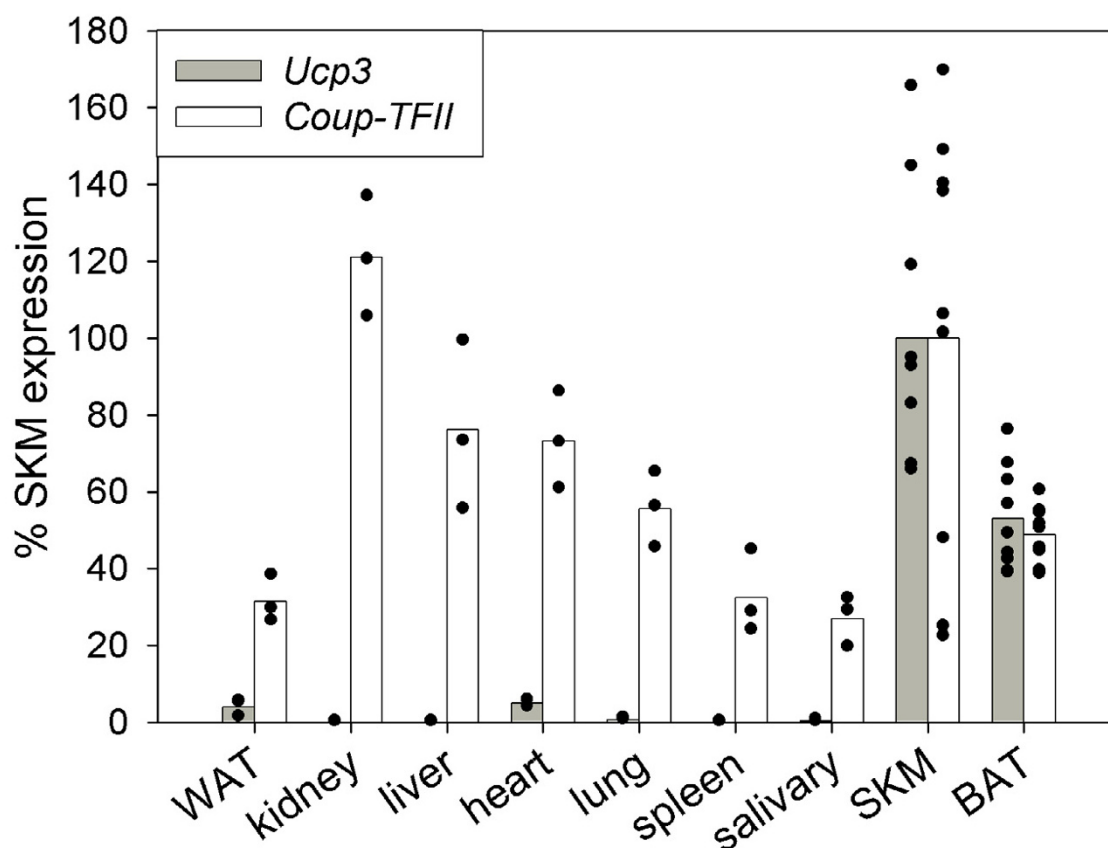 180
160
140
120
100
80
60
40
20
0
% SKM expression
Ucp3
Coup-TFII
WAT
kidney
liver
heart
lung
spleen
salivary
SKM
BAT